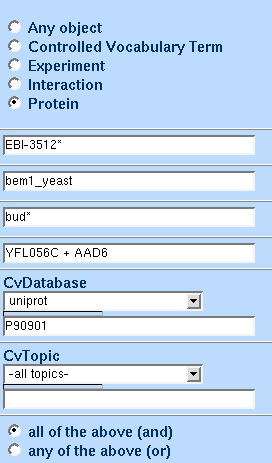 Any object
Controlled Vocabulary Term
Experiment
Interaction
Protein
EBI-3512*
bem1_yeast
bud*
YFL056C + AAD6
CvDatabase
uniprot
P90901
CvTopic
-all topics-
all of the above (and)
any of the above (or)